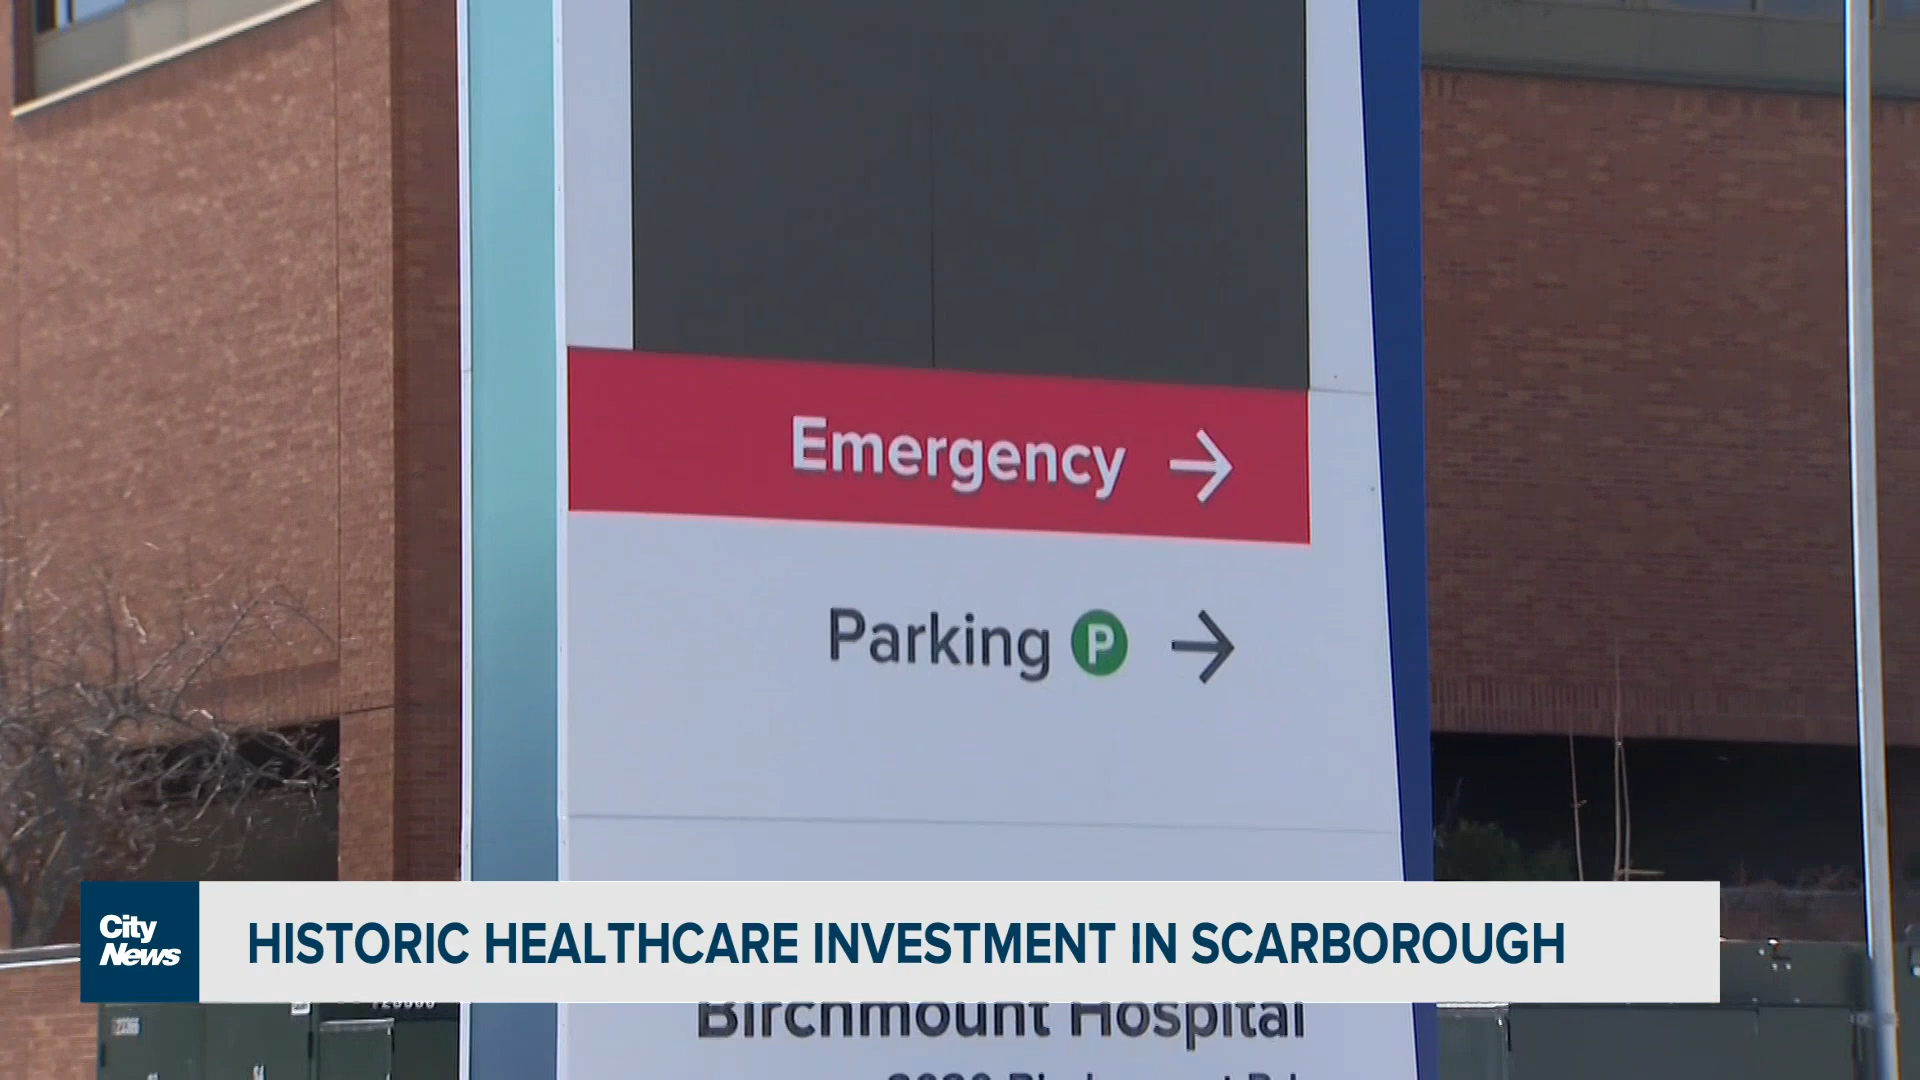 Emergency →
Parking P →
City
News
HISTORIC HEALTHCARE INVESTMENT IN SCARBOROUGH
Birchmount Hospital